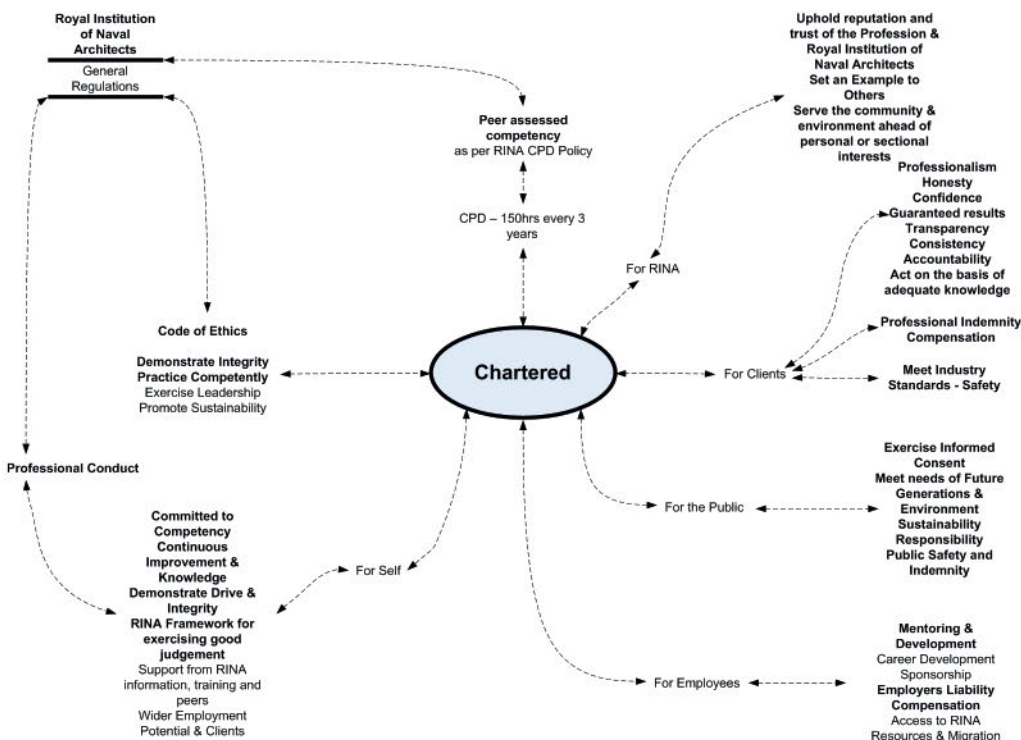 Royal Institution
of Naval
Architects
General
Regulations
Peer assessed
competency
as per RINA CPD Policy
CPD – 150hrs every 3
years
Uphold reputation and
trust of the Profession &
Royal Institution of
Naval Architects
Set an Example to
Others
Serve the community &
environment ahead of
personal or sectional
interests
For RINA
Professionalism
Honesty
Confidence
Guaranteed results
Transparency
Consistency
Accountability
Act on the basis of
adequate knowledge
Professional Indemnity
Compensation
For Clients
Meet Industry
Standards - Safety
Code of Ethics
Demonstrate Integrity
Practice Competently
Exercise Leadership
Promote Sustainability
Chartered
Professional Conduct
Committed to
Competency
Continuous
Improvement &
Knowledge
Demonstrate Drive &
Integrity
RINA Framework for
exercising good
judgement
Support from RINA
information, training and
peers
Wider Employment
Potential & Clients
For Self
For the Public
Exercise Informed
Consent
Meet needs of Future
Generations &
Environment
Sustainability
Responsibility
Public Safety and
Indemnity
For Employees
Mentoring &
Development
Career Development
Sponsorship
Employers Liability
Compensation
Access to RINA
Resources & Migration